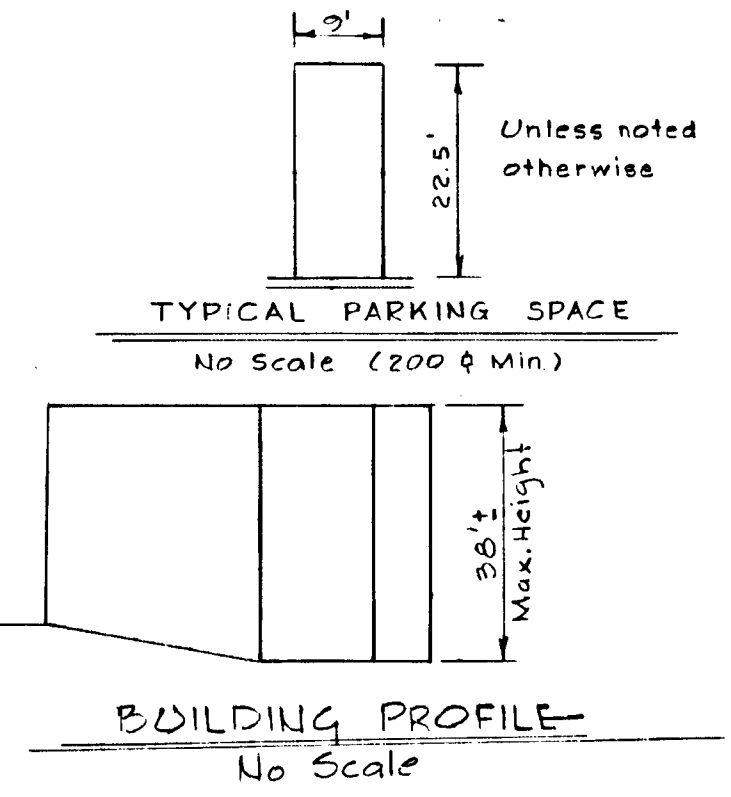 9'
22.5'
Unless noted
otherwise
TYPICAL PARKING SPACE
No Scale (200 ⏍ Min.)
38'±
Max. Height
BUILDING PROFILE
No Scale